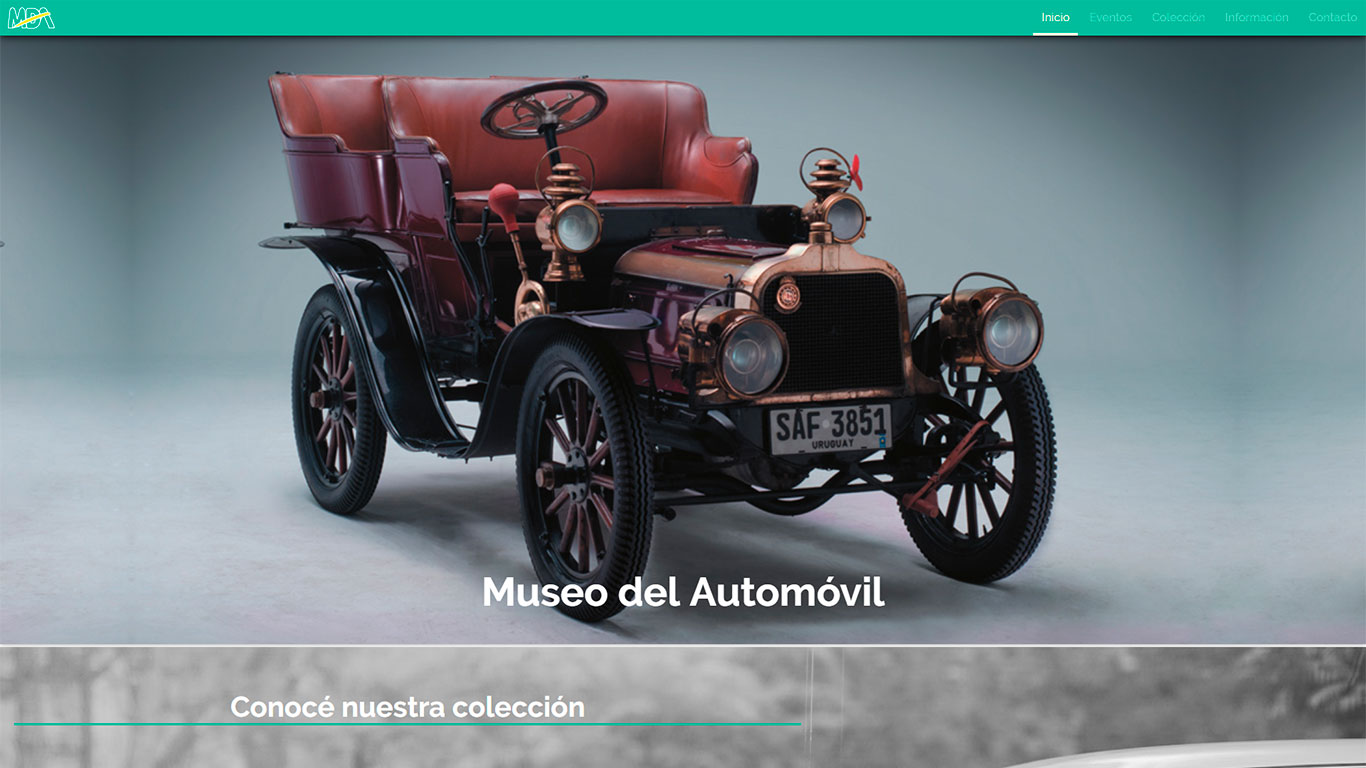 MDA
Inicio Eventos Colección Información Contacto
SAF 3851
URUGUAY
Museo del Automóvil
Conocé nuestra colección